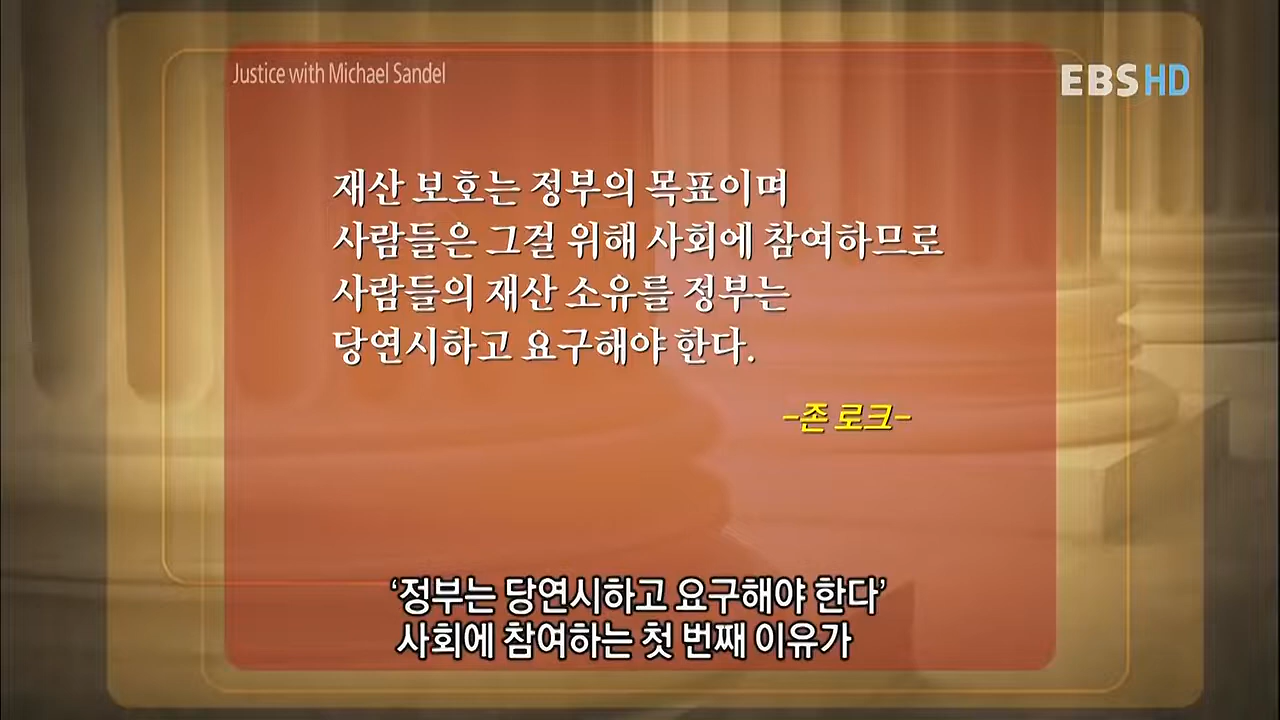 Justice with Michael Sandel
EBS HD
재산 보호는 정부의 목표이며
사람들은 그걸 위해 사회에 참여하므로
사람들의 재산 소유를 정부는
당연시하고 요구해야 한다.
-존 로크-
‘정부는 당연시하고 요구해야 한다’
사회에 참여하는 첫 번째 이유가